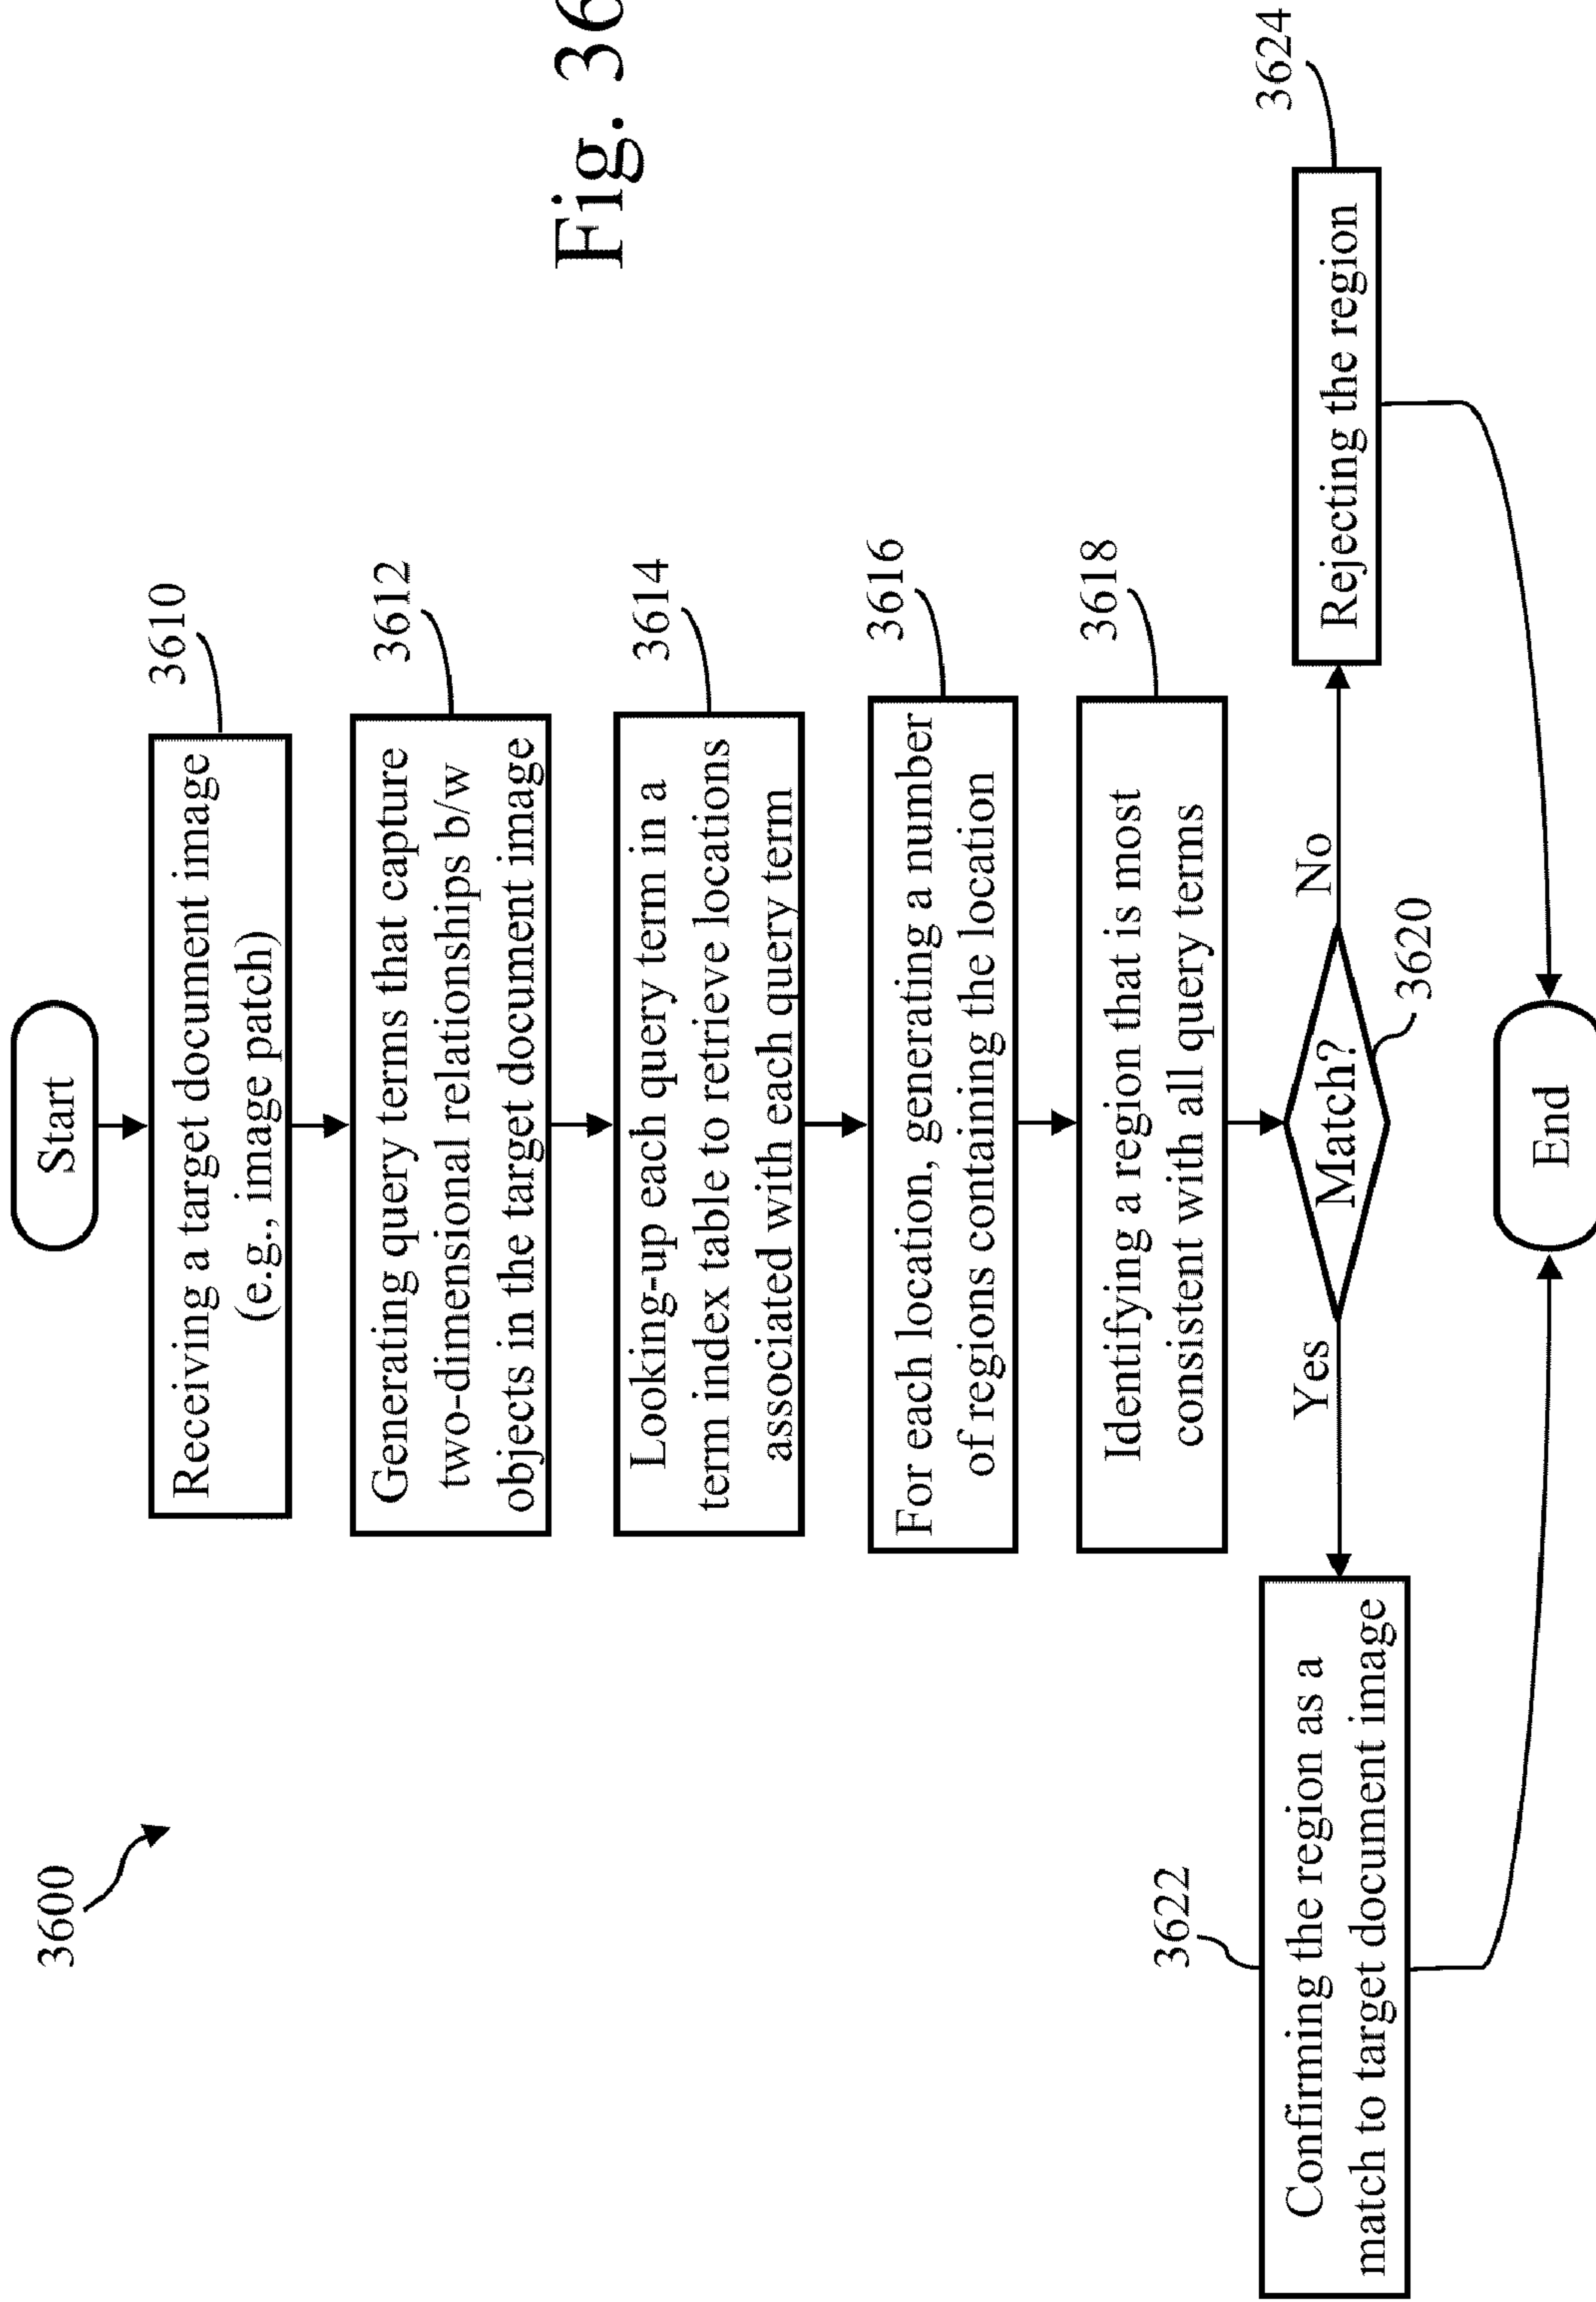 3600
Start
Receiving a target document image
(e.g., image patch)
3610
Generating query terms that capture
two-dimensional relationships b/w
objects in the target document image
3612
Looking-up each query term in a
term index table to retrieve locations
associated with each query term
3614
For each location, generating a number
of regions containing the location
3616
Identifying a region that is most
consistent with all query terms
3618
Match?
3620
Yes
No
3622
Confirming the region as a
match to target document image
3624
Rejecting the region
End
Fig. 36